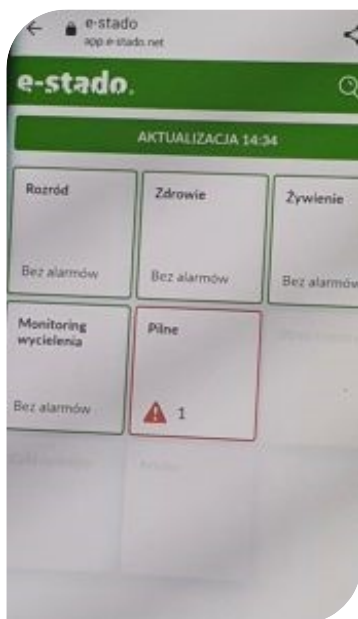 e-stado
app.e-stado.net
e-stado.
AKTUALIZACJA 14:34
Rozród
Zdrowie
Żywienie
Bez alarmów
Bez alarmów
Bez alarmów
Monitoring
wycielenia
Pilne
Bez alarmów
1